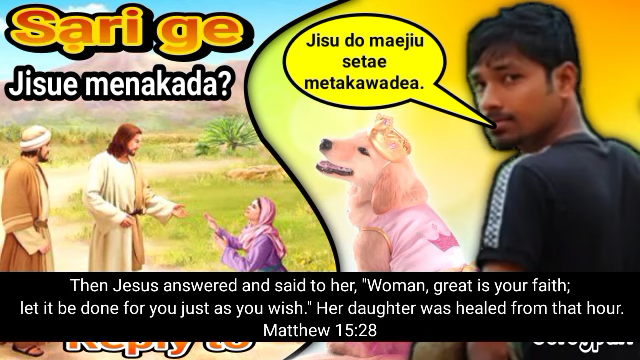 Sạri ge
Jisue menakada?
Jisu do maejiu
setae
metakawadea.
Then Jesus answered and said to her, "Woman, great is your faith;
let it be done for you just as you wish." Her daughter was healed from that hour.
Matthew 15:28
Reply to